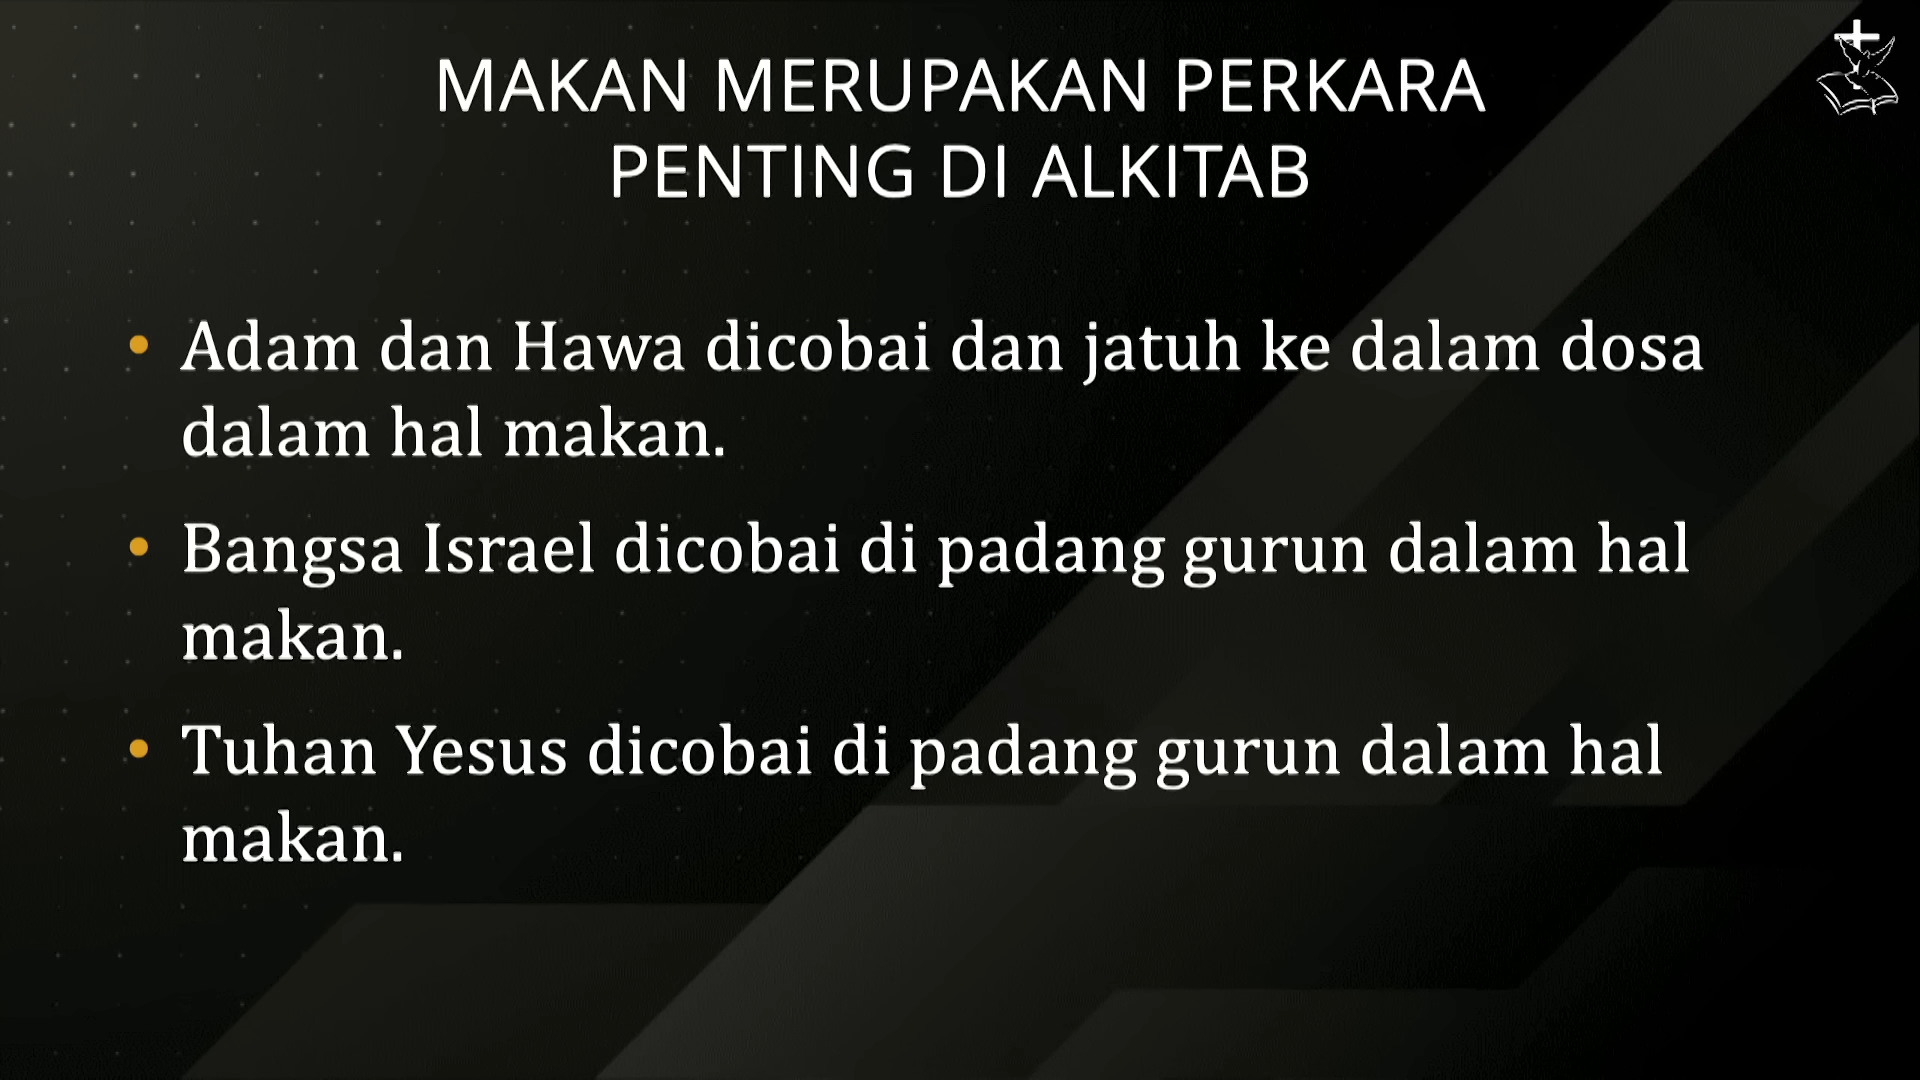 MAKAN MERUPAKAN PERKARA
PENTING DI ALKITAB
• Adam dan Hawa dicobai dan jatuh ke dalam dosa
dalam hal makan.
• Bangsa Israel dicobai di padang gurun dalam hal
makan.
• Tuhan Yesus dicobai di padang gurun dalam hal
makan.